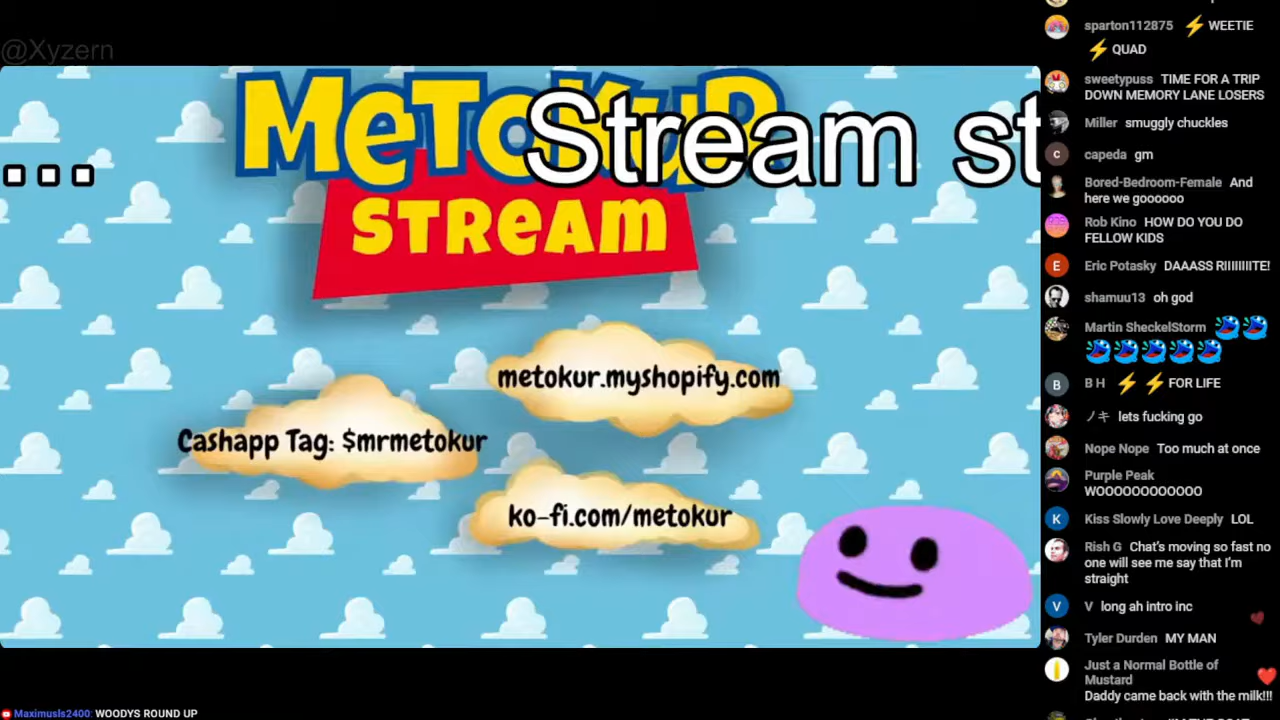 @Xyzern
MeToKuR
STReAM
...
Stream st
metokur.myshopify.com
Cashapp Tag: $mrmetokur
ko-fi.com/metokur
sparton112875 ⚡ WEETIE
⚡ QUAD
sweetypuss TIME FOR A TRIP
DOWN MEMORY LANE LOSERS
Miller smuggly chuckles
c capeda gm
Bored-Bedroom-Female And
here we goooooo
Rob Kino HOW DO YOU DO
FELLOW KIDS
E Eric Potasky DAAASS RIIIIIIIITE!
shamuu13 oh god
Martin SheckelStorm
B B H ⚡ ⚡ FOR LIFE
ノキ lets fucking go
Nope Nope Too much at once
Purple Peak
WOOOOOOOOOOO
K Kiss Slowly Love Deeply LOL
Rish G Chat's moving so fast no
one will see me say that I'm
straight
V V long ah intro inc
Tyler Durden MY MAN
Just a Normal Bottle of
Mustard
Daddy came back with the milk!!!
Maximusls2400: WOODYS ROUND UP